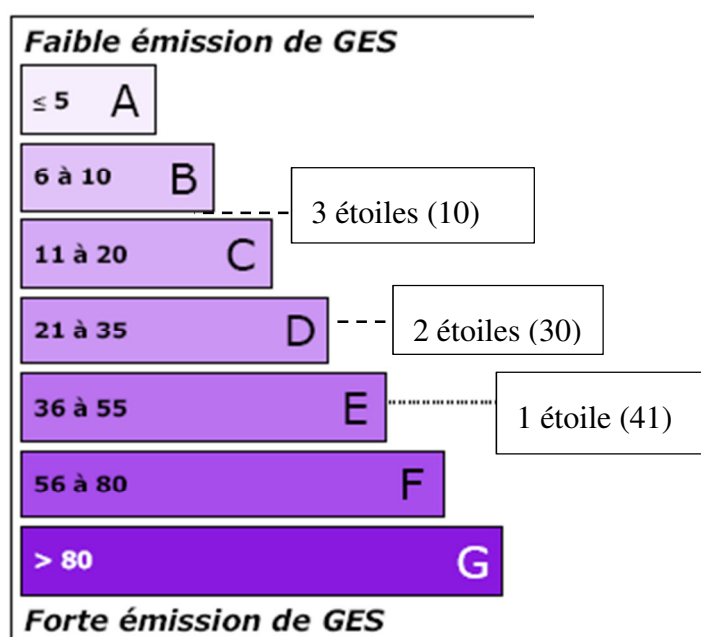 Faible émission de GES
≤ 5 A
6 à 10 B
3 étoiles (10)
11 à 20 C
21 à 35 D
2 étoiles (30)
36 à 55 E
1 étoile (41)
56 à 80 F
> 80 G
Forte émission de GES